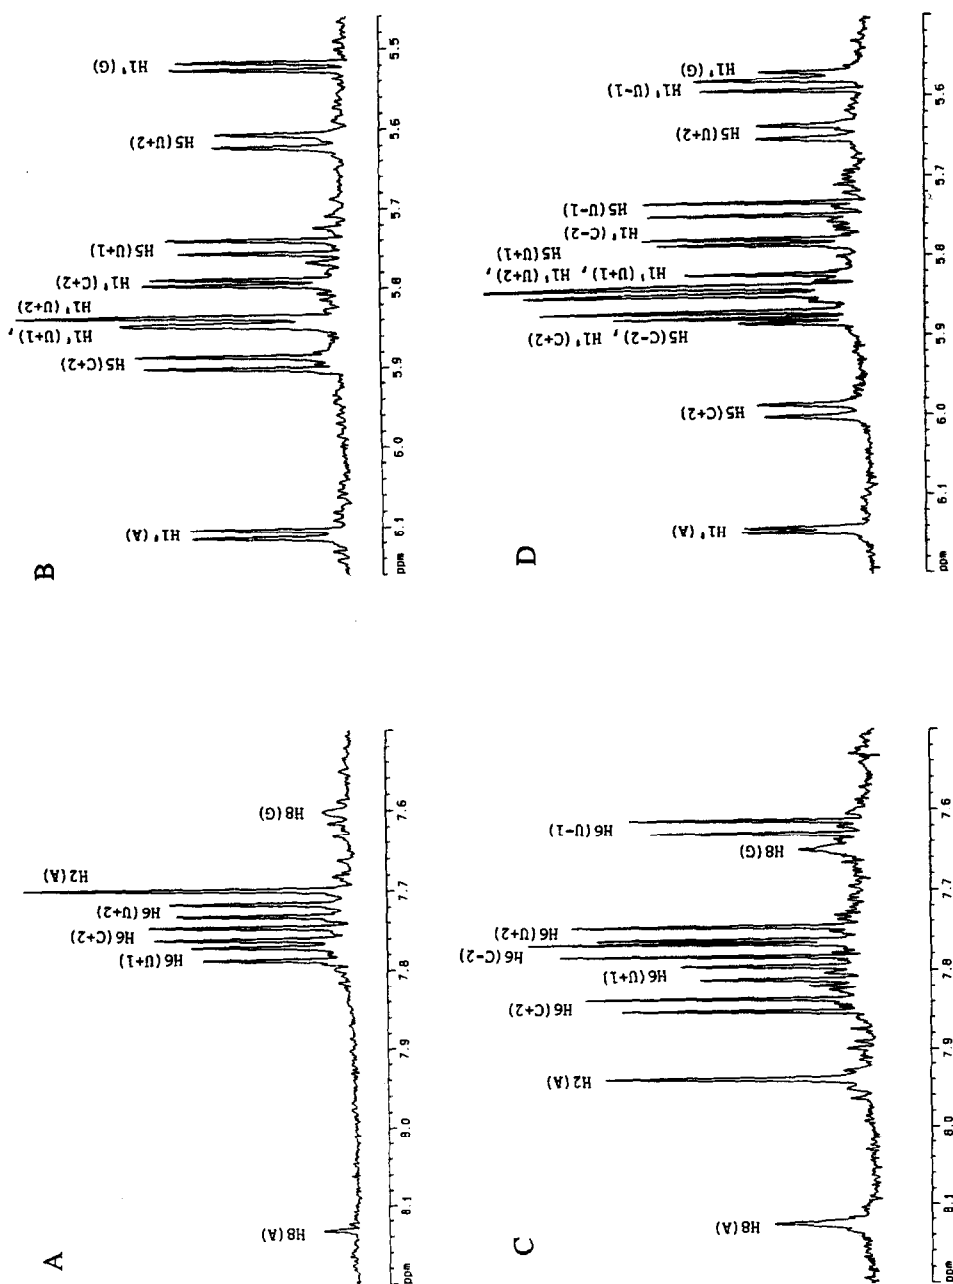 A
H8(A)
H6(U+1)
H6(C+2)
H6(U+2)
H2(A)
H8(G)
ppm 8.1 8.0 7.9 7.8 7.7 7.6
B
H1'(A)
H5(C+2)
H1'(U+1),
H1'(U+2)
H1'(C+2)
H5(U+1)
H5(U+2)
H1'(G)
ppm 6.1 6.0 5.9 5.8 5.7 5.6 5.5
C
H8(A)
H2(A)
H6(C+2)
H6(U+1)
H6(C-2)
H6(U+2)
H8(G)
H6(U-1)
ppm 8.1 8.0 7.9 7.8 7.7 7.6
D
H1'(A)
H5(C+2)
H5(C-2), H1'(C+2)
H1'(U+1), H1'(U+2),
H5(U+1)
H1'(C-2)
H5(U-1)
H5(U+2)
H1'(U-1)
H1'(G)
ppm 6.1 6.0 5.9 5.8 5.7 5.6